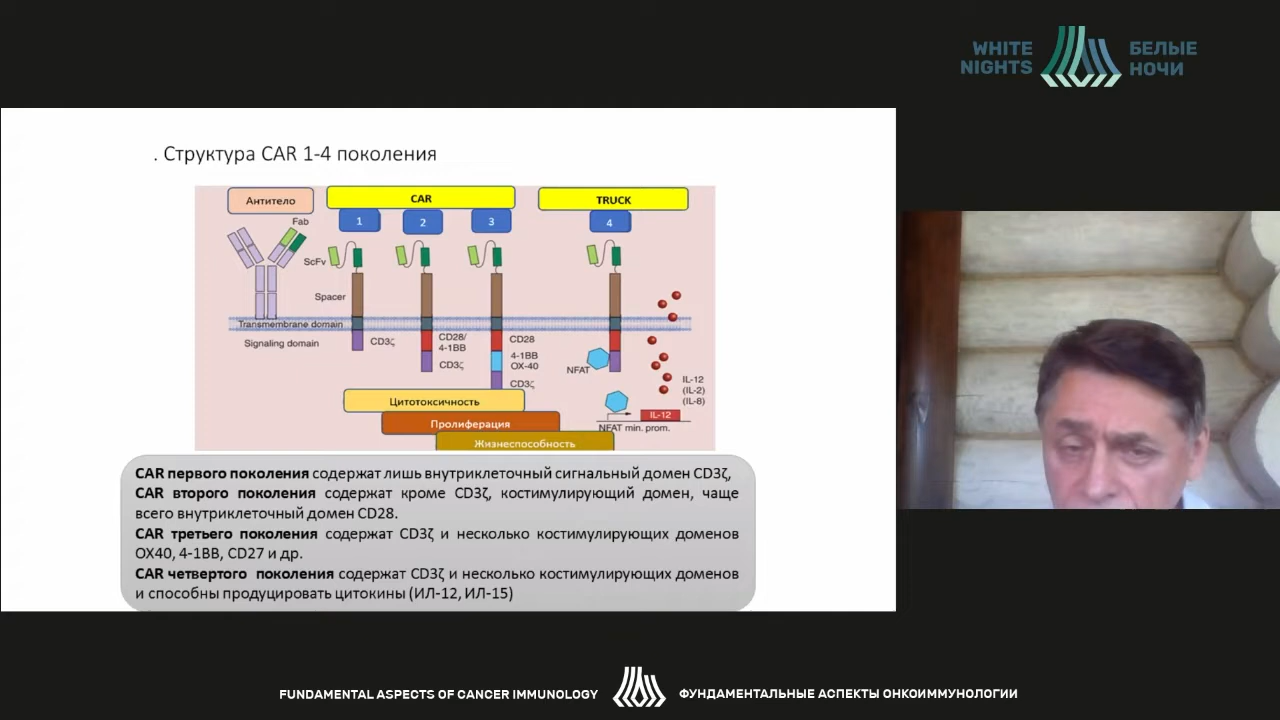 WHITE
NIGHTS
БЕЛЫЕ
НОЧИ
. Структура CAR 1-4 поколения
Антитело
CAR
TRUCK
1
2
3
4
Fab
ScFv
Spacer
Transmembrane domain
Signaling domain
CD3ζ
CD28/
4-1BB
CD3ζ
CD28
4-1BB
OX-40
CD3ζ
NFAT
IL-12
(IL-2)
(IL-8)
IL-12
NFAT min. prom.
Цитотоксичность
Пролиферация
Жизнеспособность
CAR первого поколения содержат лишь внутриклеточный сигнальный домен CD3ζ,
CAR второго поколения содержат кроме CD3ζ, костимулирующий домен, чаще
всего внутриклеточный домен CD28.
CAR третьего поколения содержат CD3ζ и несколько костимулирующих доменов
OX40, 4-1BB, CD27 и др.
CAR четвертого поколения содержат CD3ζ и несколько костимулирующих доменов
и способны продуцировать цитокины (ИЛ-12, ИЛ-15)
FUNDAMENTAL ASPECTS OF CANCER IMMUNOLOGY
ФУНДАМЕНТАЛЬНЫЕ АСПЕКТЫ ОНКОИММУНОЛОГИИ